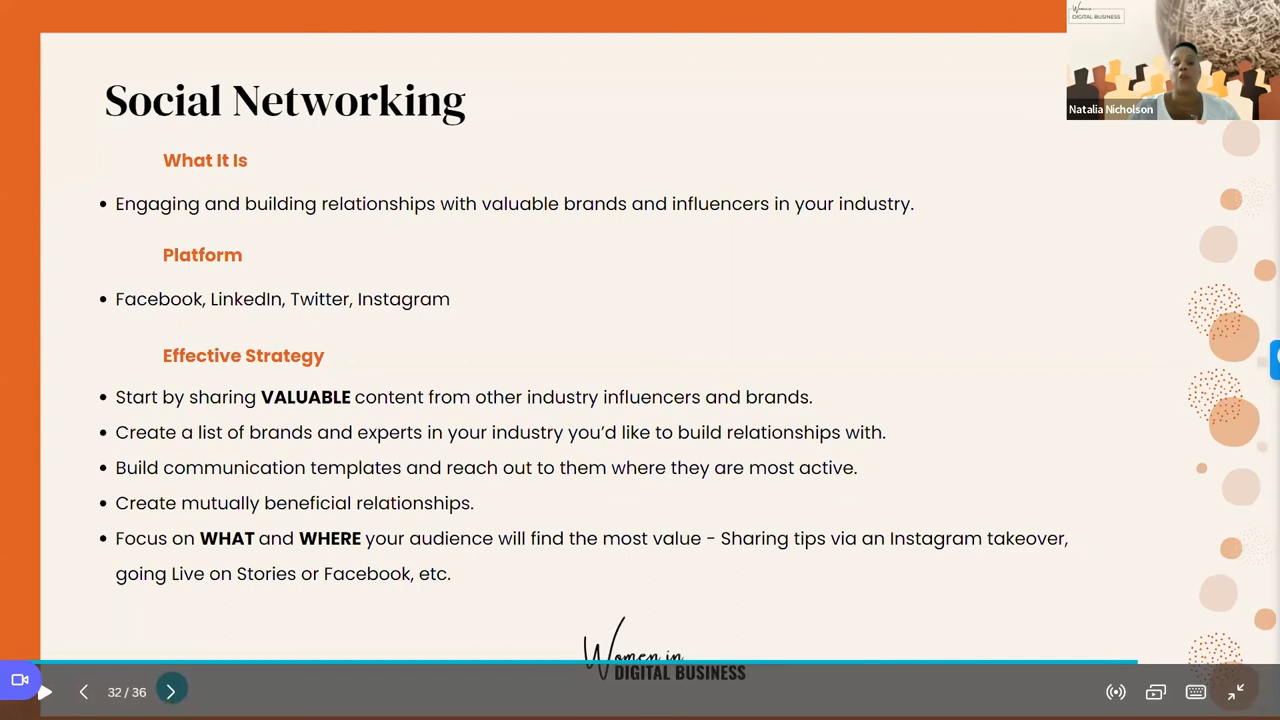 Women in
DIGITAL BUSINESS
Natalia Nicholson
Social Networking
What It Is
• Engaging and building relationships with valuable brands and influencers in your industry.
Platform
• Facebook, LinkedIn, Twitter, Instagram
Effective Strategy
• Start by sharing VALUABLE content from other industry influencers and brands.
• Create a list of brands and experts in your industry you’d like to build relationships with.
• Build communication templates and reach out to them where they are most active.
• Create mutually beneficial relationships.
• Focus on WHAT and WHERE your audience will find the most value - Sharing tips via an Instagram takeover,
going Live on Stories or Facebook, etc.
Women in
DIGITAL BUSINESS
32 / 36